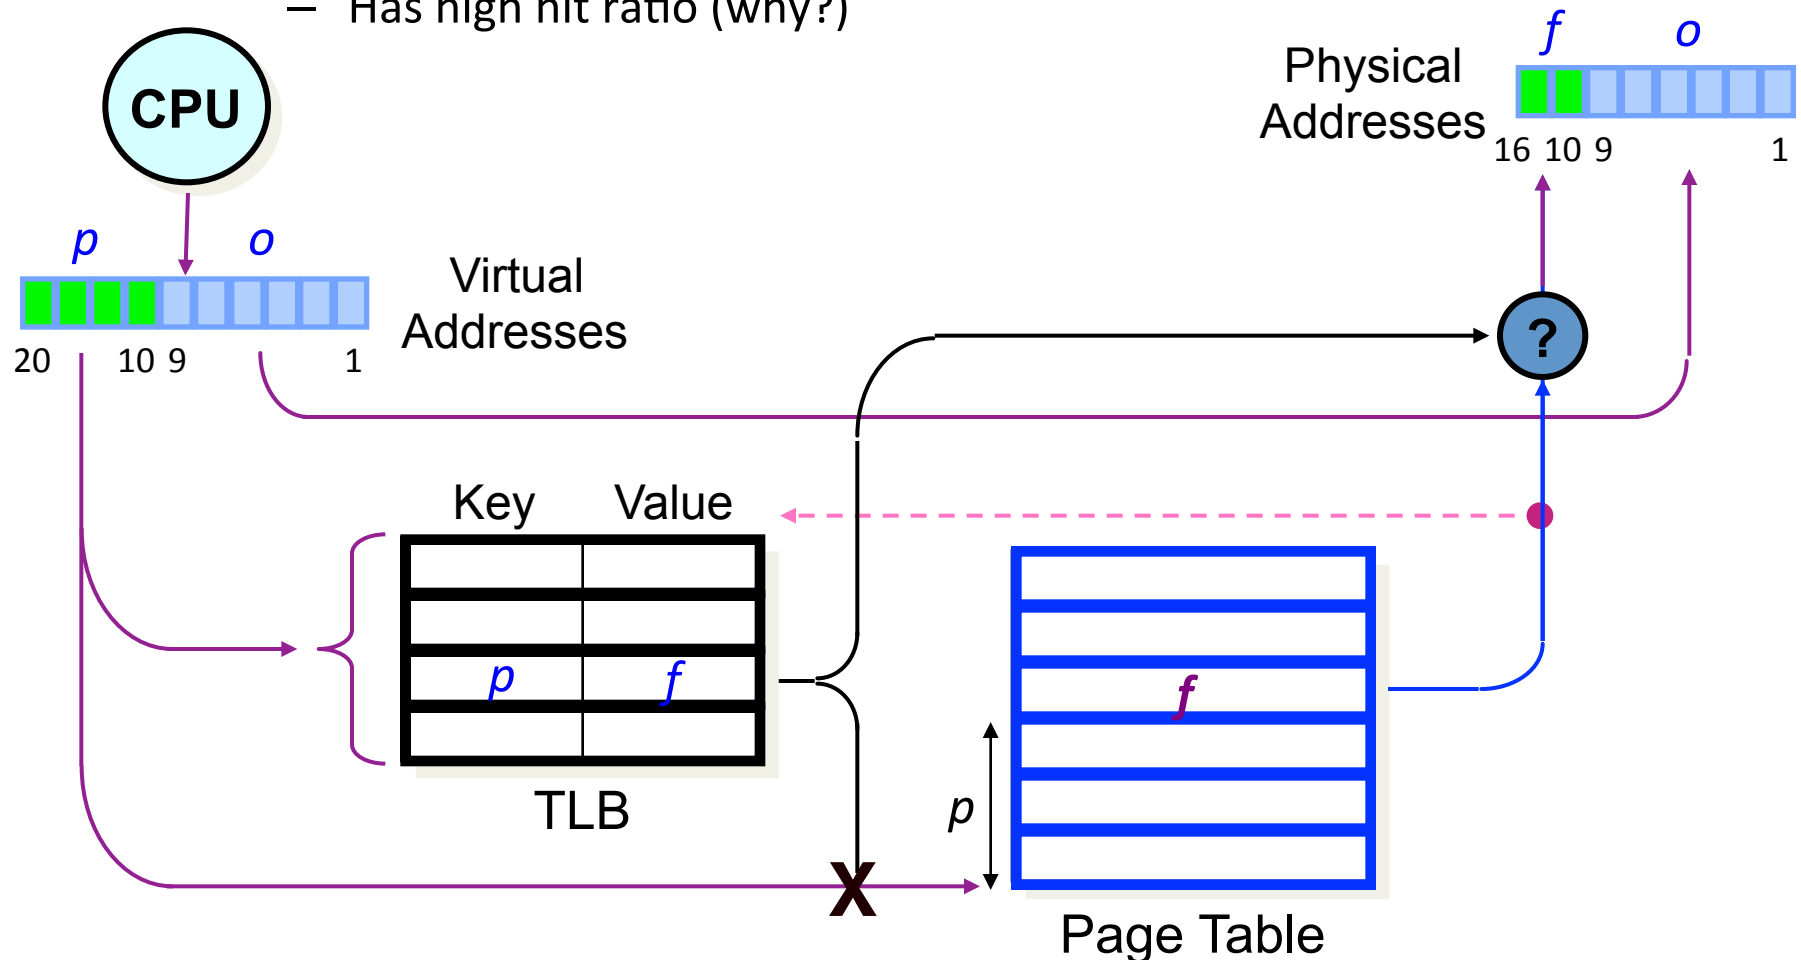 – Has high hit ratio (why?)
CPU
f o
Physical
Addresses
16 10 9 1
p o
Virtual
Addresses
20 10 9 1
?
Key Value
p f
TLB
f
p
X
Page Table